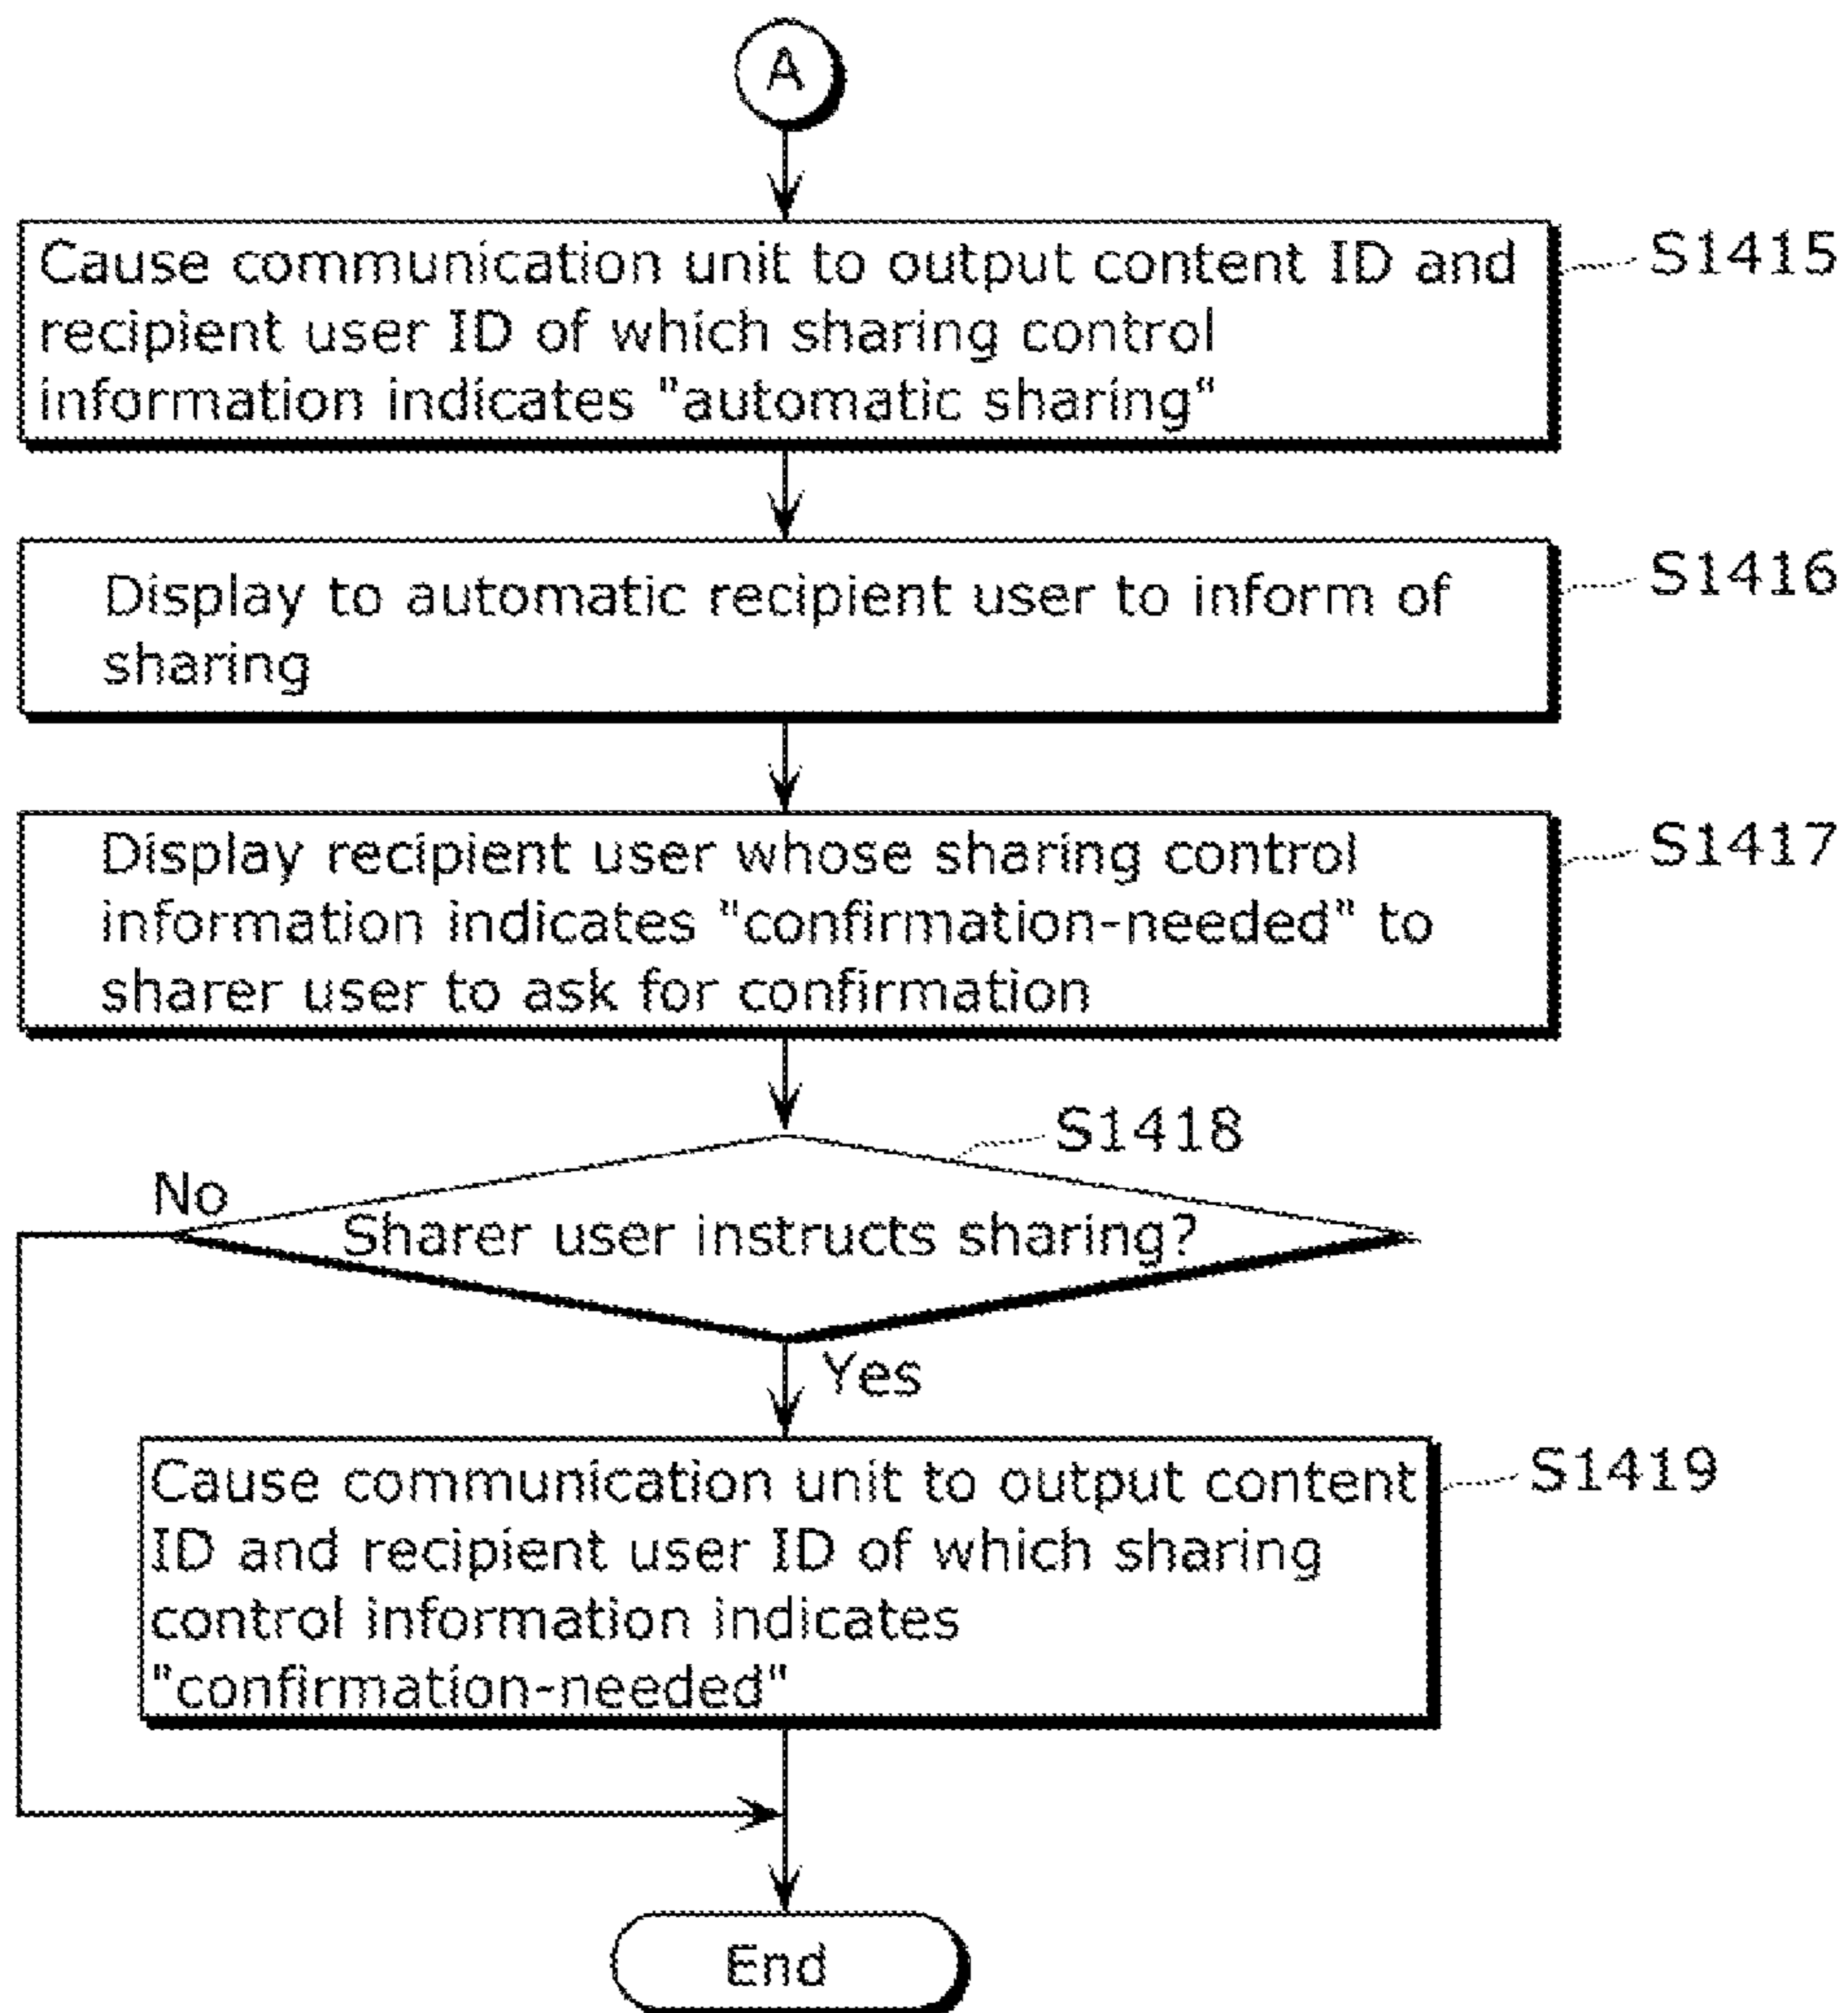 A
Cause communication unit to output content ID and
recipient user ID of which sharing control
information indicates "automatic sharing"
S1415
Display to automatic recipient user to inform of
sharing
S1416
Display recipient user whose sharing control
information indicates "confirmation-needed" to
sharer user to ask for confirmation
S1417
S1418
No
Sharer user instructs sharing?
Yes
Cause communication unit to output content
ID and recipient user ID of which sharing
control information indicates
"confirmation-needed"
S1419
End